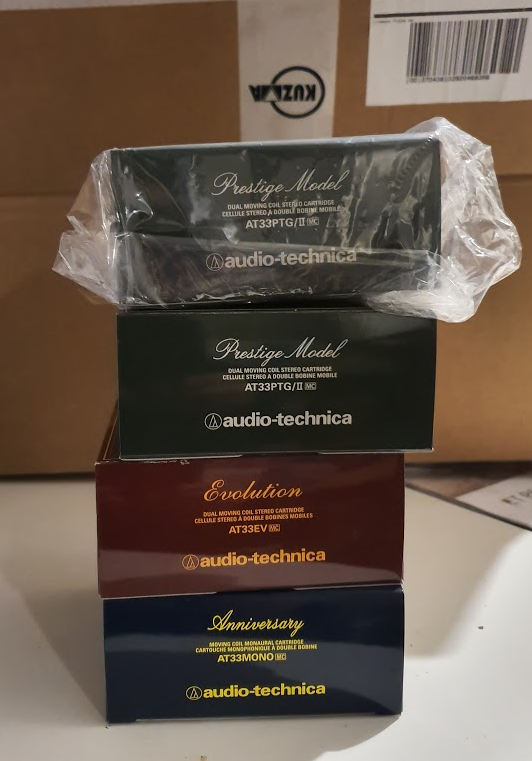 KUZMA
Prestige Model
DUAL MOVING COIL STEREO CARTRIDGE
CELLULE STEREO A DOUBLE BOBINE MOBILE
AT33PTG/II MC
audio-technica
Prestige Model
DUAL MOVING COIL STEREO CARTRIDGE
CELLULE STEREO A DOUBLE BOBINE MOBILE
AT33PTG/II MC
audio-technica
Evolution
DUAL MOVING COIL STEREO CARTRIDGE
CELLULE STEREO A DOUBLE BOBINES MOBILES
AT33EV MC
audio-technica
Anniversary
MOVING COIL MONAURAL CARTRIDGE
CARTOUCHE MONOPHONIQUE A DOUBLE BOBINE
AT33MONO MC
audio-technica